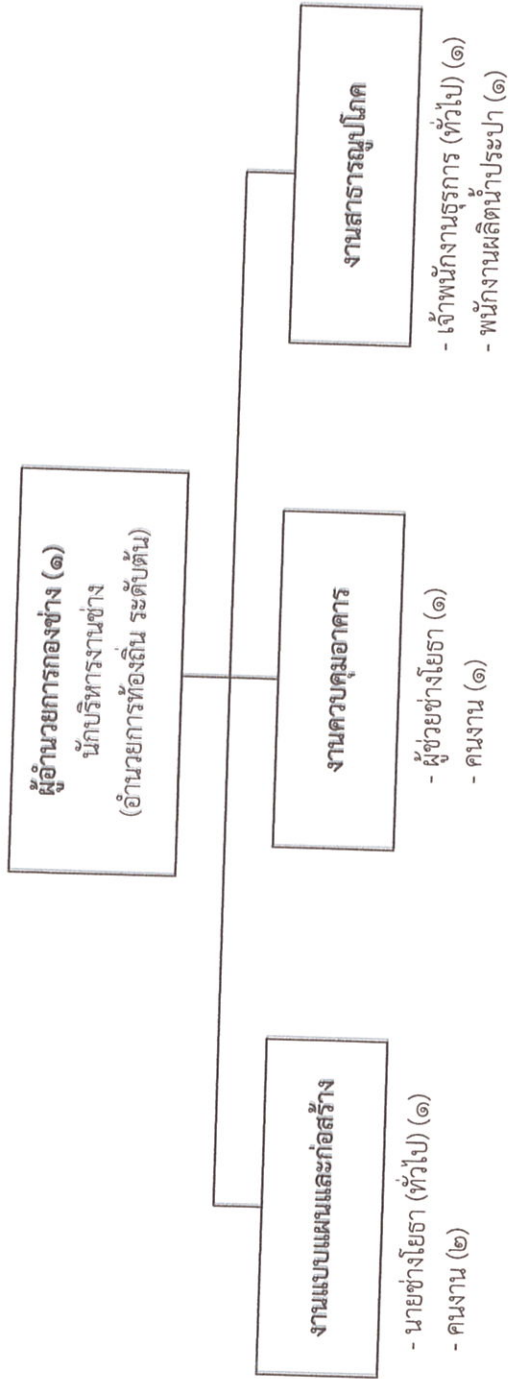 ผู้อำนวยการกองช่าง (๑)
นักบริหารงานช่าง
(อำนวยการท้องถิ่น ระดับต้น)
งานแบบแผนและก่อสร้าง
- นายช่างโยธา (ทั่วไป) (๑)
- คนงาน (๒)
งานควบคุมอาคาร
- ผู้ช่วยช่างโยธา (๑)
- คนงาน (๑)
งานสาธารณูปโภค
- เจ้าพนักงานธุรการ (ทั่วไป) (๑)
- พนักงานผลิตน้ำประปา (๑)